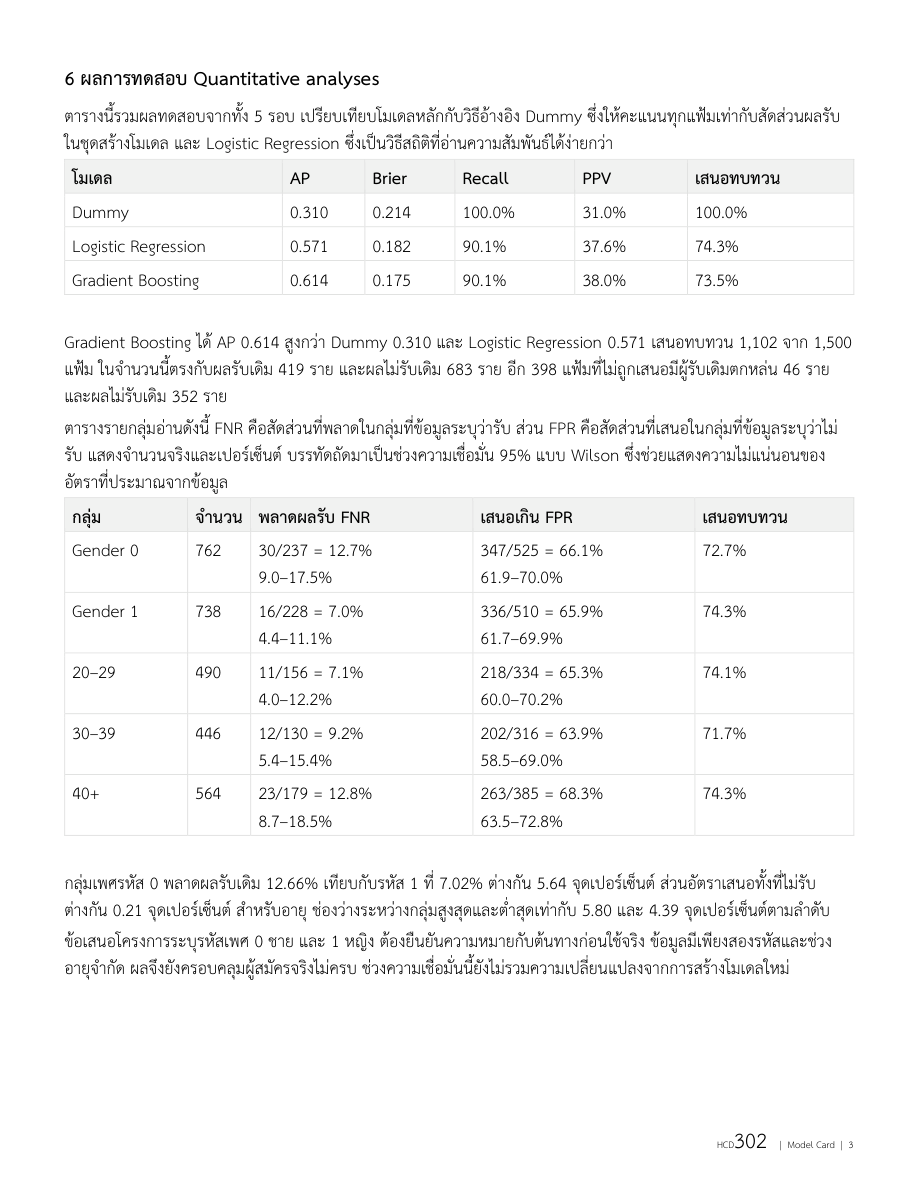 6 ผลการทดสอบ Quantitative analyses
ตารางนี้รวมผลทดสอบจากทั้ง 5 รอบ เปรียบเทียบโมเดลหลักกับวิธีอ้างอิง Dummy ซึ่งให้คะแนนทุกแฟ้มเท่ากับสัดส่วนผลรับ
ในชุดสร้างโมเดล และ Logistic Regression ซึ่งเป็นวิธีสถิติที่อ่านความสัมพันธ์ได้ง่ายกว่า
โมเดล AP Brier Recall PPV เสนอทบทวน
Dummy 0.310 0.214 100.0% 31.0% 100.0%
Logistic Regression 0.571 0.182 90.1% 37.6% 74.3%
Gradient Boosting 0.614 0.175 90.1% 38.0% 73.5%
Gradient Boosting ได้ AP 0.614 สูงกว่า Dummy 0.310 และ Logistic Regression 0.571 เสนอทบทวน 1,102 จาก 1,500
แฟ้ม ในจำนวนนี้ตรงกับผลรับเดิม 419 ราย และผลไม่รับเดิม 683 ราย อีก 398 แฟ้มที่ไม่ถูกเสนอมีผู้รับเดิมตกหล่น 46 ราย
และผลไม่รับเดิม 352 ราย
ตารางรายกลุ่มอ่านดังนี้ FNR คือสัดส่วนที่พลาดในกลุ่มที่ข้อมูลระบุว่ารับ ส่วน FPR คือสัดส่วนที่เสนอในกลุ่มที่ข้อมูลระบุว่าไม่
รับ แสดงจำนวนจริงและเปอร์เซ็นต์ บรรทัดถัดมาเป็นช่วงความเชื่อมั่น 95% แบบ Wilson ซึ่งช่วยแสดงความไม่แน่นอนของ
อัตราที่ประมาณจากข้อมูล
กลุ่ม จำนวน พลาดผลรับ FNR เสนอเกิน FPR เสนอทบทวน
Gender 0 762 30/237 = 12.7% 347/525 = 66.1% 72.7%
9.0–17.5% 61.9–70.0%
Gender 1 738 16/228 = 7.0% 336/510 = 65.9% 74.3%
4.4–11.1% 61.7–69.9%
20–29 490 11/156 = 7.1% 218/334 = 65.3% 74.1%
4.0–12.2% 60.0–70.2%
30–39 446 12/130 = 9.2% 202/316 = 63.9% 71.7%
5.4–15.4% 58.5–69.0%
40+ 564 23/179 = 12.8% 263/385 = 68.3% 74.3%
8.7–18.5% 63.5–72.8%
กลุ่มเพศรหัส 0 พลาดผลรับเดิม 12.66% เทียบกับรหัส 1 ที่ 7.02% ต่างกัน 5.64 จุดเปอร์เซ็นต์ ส่วนอัตราเสนอทั้งที่ไม่รับ
ต่างกัน 0.21 จุดเปอร์เซ็นต์ สำหรับอายุ ช่องว่างระหว่างกลุ่มสูงสุดและต่ำสุดเท่ากับ 5.80 และ 4.39 จุดเปอร์เซ็นต์ตามลำดับ
ข้อเสนอโครงการระบุรหัสเพศ 0 ชาย และ 1 หญิง ต้องยืนยันความหมายกับต้นทางก่อนใช้จริง ข้อมูลมีเพียงสองรหัสและช่วง
อายุจำกัด ผลจึงยังครอบคลุมผู้สมัครจริงไม่ครบ ช่วงความเชื่อมั่นนี้ยังไม่รวมความเปลี่ยนแปลงจากการสร้างโมเดลใหม่
HCD302 | Model Card | 3